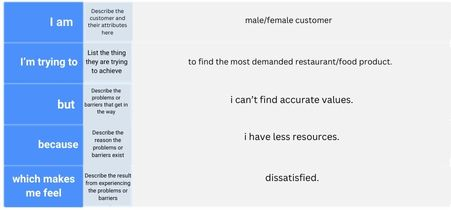 I am
Describe the
customer and
their attributes
here
male/female customer
I'm trying to
List the thing
they are trying
to achieve
to find the most demanded restaurant/food product.
but
Describe the
problems or
barriers that get in
the way
i can't find accurate values.
because
Describe the
reason the
problems or
barriers exist
i have less resources.
which makes
me feel
Describe the result
from experiencing
the problems or
barriers
dissatisfied.